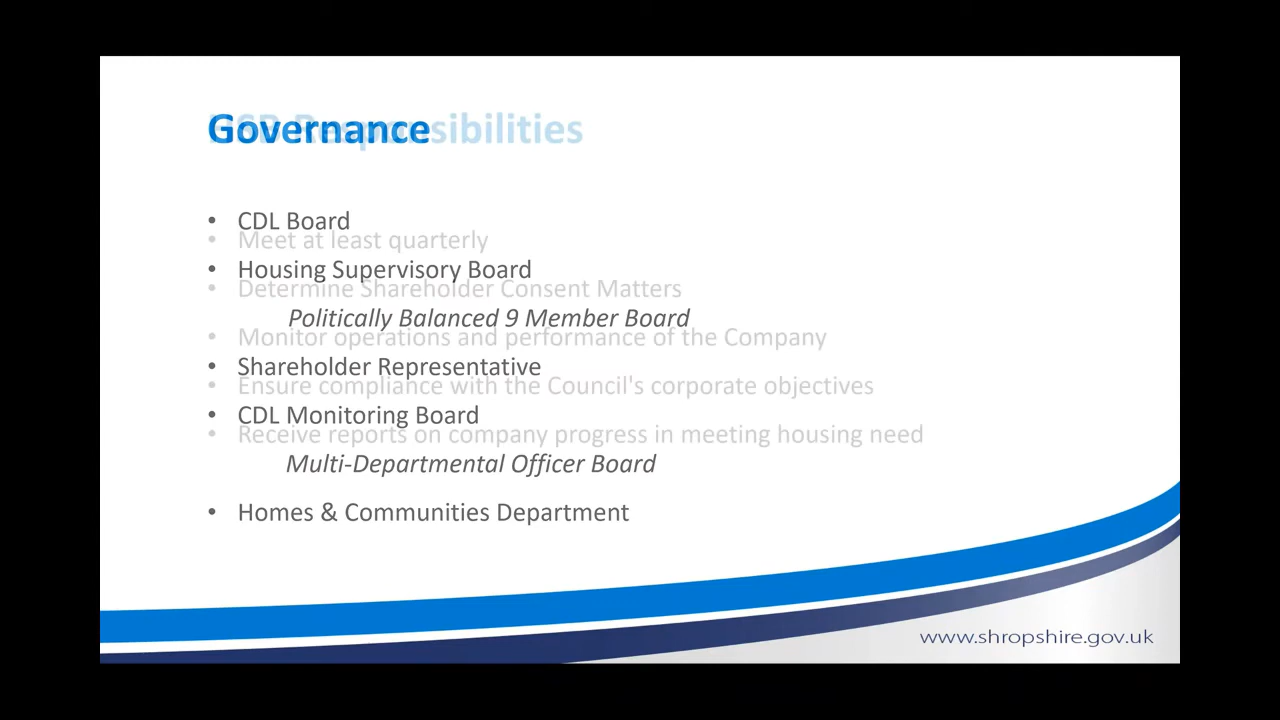 Governance
HSB Responsibilities
• CDL Board
• Meet at least quarterly
• Housing Supervisory Board
• Determine Shareholder Consent Matters
Politically Balanced 9 Member Board
• Monitor operations and performance of the Company
• Shareholder Representative
• Ensure compliance with the Council's corporate objectives
• CDL Monitoring Board
• Receive reports on company progress in meeting housing need
Multi-Departmental Officer Board
• Homes & Communities Department
www.shropshire.gov.uk